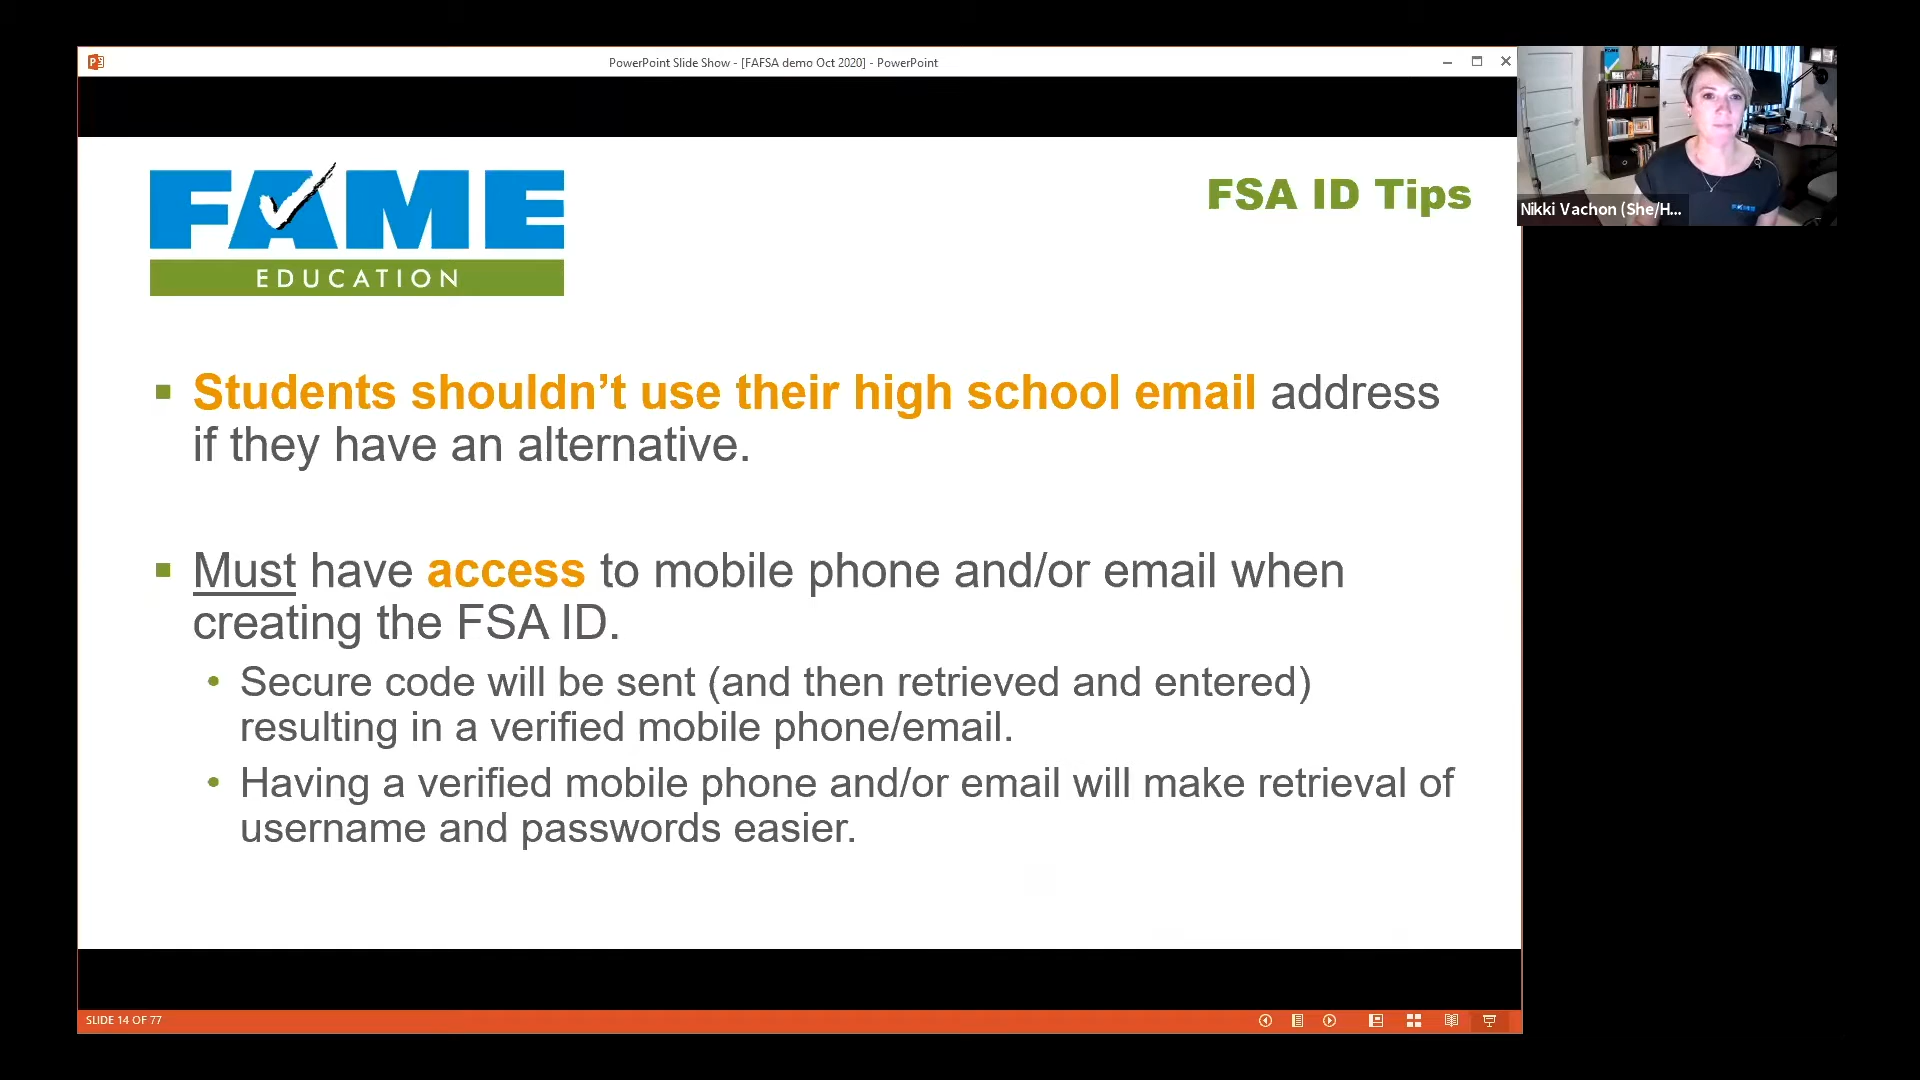 PowerPoint Slide Show - [FAFSA demo Oct 2020] - PowerPoint
FAME
EDUCATION
FSA ID Tips
Nikki Vachon (She/H...
Students shouldn’t use their high school email address
if they have an alternative.
Must have access to mobile phone and/or email when
creating the FSA ID.
Secure code will be sent (and then retrieved and entered)
resulting in a verified mobile phone/email.
Having a verified mobile phone and/or email will make retrieval of
username and passwords easier.
SLIDE 14 OF 77